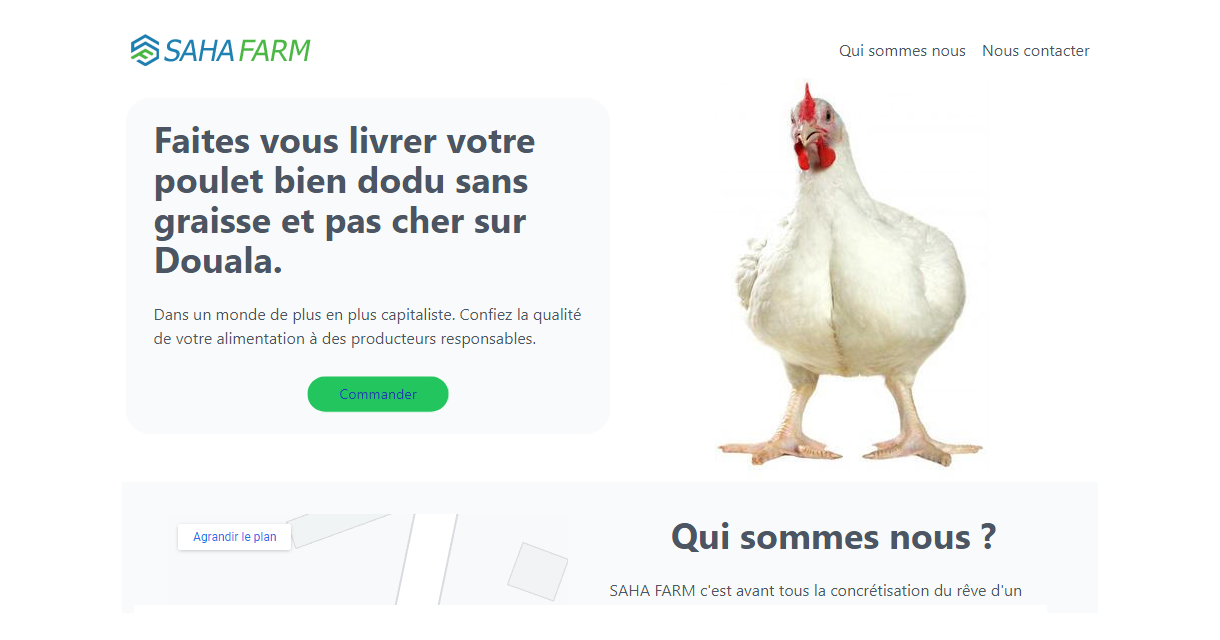 SAHA FARM
Qui sommes nous
Nous contacter
Faites vous livrer votre
poulet bien dodu sans
graisse et pas cher sur
Douala.
Dans un monde de plus en plus capitaliste. Confiez la qualité
de votre alimentation à des producteurs responsables.
Commander
Agrandir le plan
Qui sommes nous ?
SAHA FARM c'est avant tous la concrétisation du rêve d'un